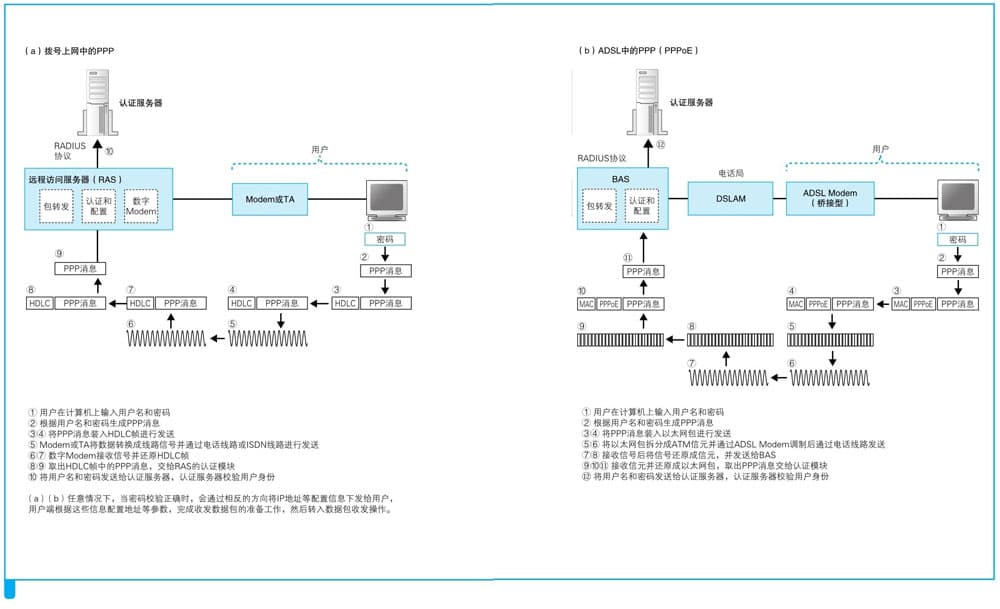 （a）拨号上网中的PPP
认证服务器
RADIUS
协议
⑩
用户
远程访问服务器（RAS）
包转发
认证和
配置
数字
Modem
Modem或TA
①
密码
②
PPP消息
⑨
PPP消息
⑧
HDLC PPP消息
⑦
HDLC PPP消息
④
HDLC PPP消息
③
HDLC PPP消息
⑥
⑤
① 用户在计算机上输入用户名和密码
② 根据用户名和密码生成PPP消息
③④ 将PPP消息装入HDLC帧进行发送
⑤ Modem或TA将数据转换成线路信号并通过电话线路或ISDN线路进行发送
⑥⑦ 数字Modem接收信号并还原HDLC帧
⑧⑨ 取出HDLC帧中的PPP消息，交给RAS的认证模块
⑩ 将用户名和密码发送给认证服务器，认证服务器校验用户身份
（a）（b）任意情况下，当密码校验正确时，会通过相反的方向将IP地址等配置信息下发给用户，
用户端根据这些信息配置地址等参数，完成收发数据包的准备工作，然后转入数据包收发操作。
（b）ADSL中的PPP（PPPoE）
认证服务器
⑫
RADIUS协议
用户
BAS
包转发
认证和
配置
电话局
DSLAM
ADSL Modem
（桥接型）
①
密码
②
PPP消息
⑪
PPP消息
⑩
MAC PPPoE PPP消息
④
MAC PPPoE PPP消息
③
MAC PPPoE PPP消息
⑨
⑧
⑤
⑦
⑥
① 用户在计算机上输入用户名和密码
② 根据用户名和密码生成PPP消息
③④ 将PPP消息装入以太网包进行发送
⑤⑥ 将以太网包拆分成ATM信元并通过ADSL Modem调制后通过电话线路发送
⑦⑧ 接收信号后将信号还原成信元，并发送给BAS
⑨⑩⑪ 接收信元并还原成以太网包，取出PPP消息交给认证模块
⑫ 将用户名和密码发送给认证服务器，认证服务器校验用户身份